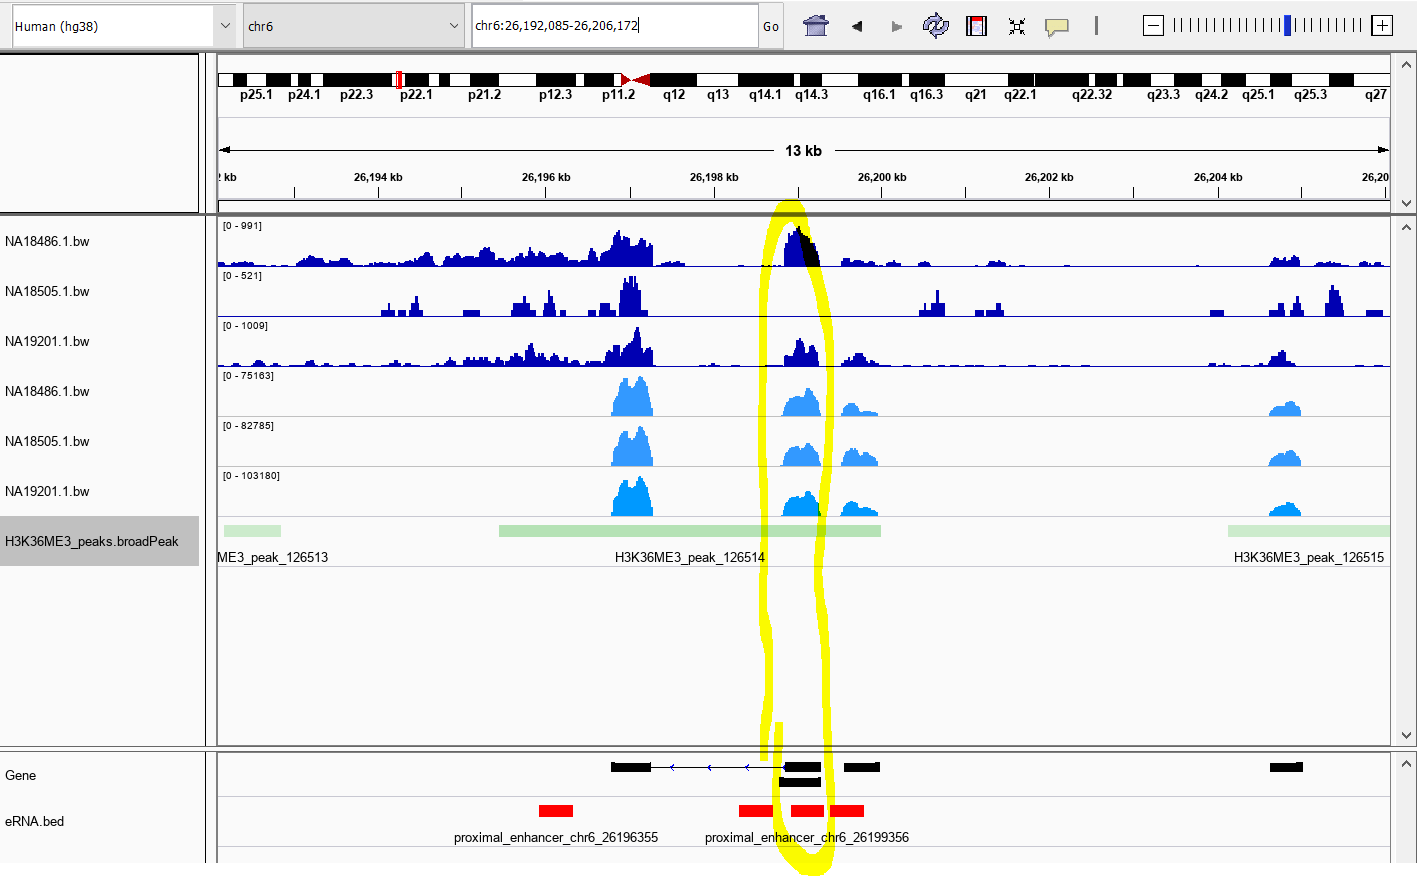 Human (hg38) chr6 chr6:26,192,085-26,206,172 Go
p25.1 p24.1 p22.3 p22.1 p21.2 p12.3 p11.2 q12 q13 q14.1 q14.3 q16.1 q16.3 q21 q22.1 q22.32 q23.3 q24.2 q25.1 q25.3 q27
13 kb
2 kb 26,194 kb 26,196 kb 26,198 kb 26,200 kb 26,202 kb 26,204 kb 26,20
[0 - 991]
NA18486.1.bw
[0 - 521]
NA18505.1.bw
[0 - 1009]
NA19201.1.bw
[0 - 75163]
NA18486.1.bw
[0 - 82785]
NA18505.1.bw
[0 - 103180]
NA19201.1.bw
H3K36ME3_peaks.broadPeak
ME3_peak_126513 H3K36ME3_peak_126514 H3K36ME3_peak_126515
Gene
eRNA.bed
proximal_enhancer_chr6_26196355 proximal_enhancer_chr6_26199356